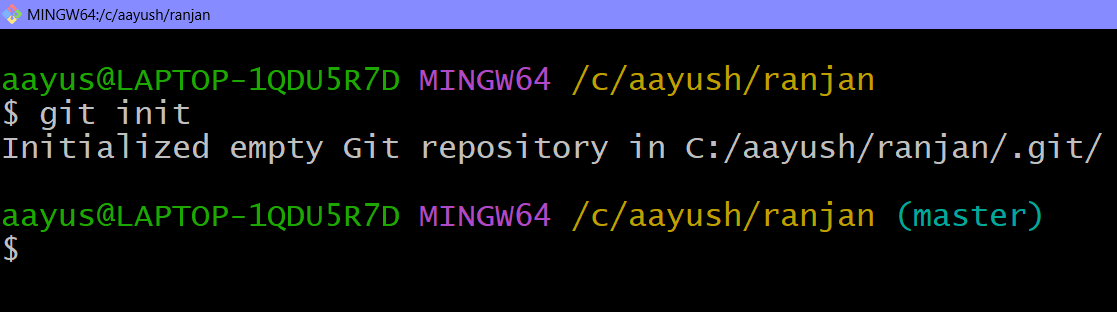 MINGW64:/c/aayush/ranjan
aayus@LAPTOP-1QDU5R7D MINGW64 /c/aayush/ranjan
$ git init
Initialized empty Git repository in C:/aayush/ranjan/.git/
aayus@LAPTOP-1QDU5R7D MINGW64 /c/aayush/ranjan (master)
$